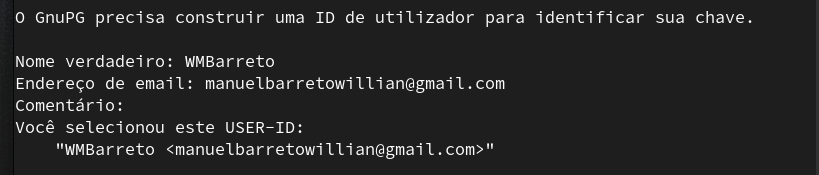 O GnuPG precisa construir uma ID de utilizador para identificar sua chave.
Nome verdadeiro: WMBarreto
Endereço de email: manuelbarretowillian@gmail.com
Comentário:
Você selecionou este USER-ID:
"WMBarreto <manuelbarretowillian@gmail.com>"